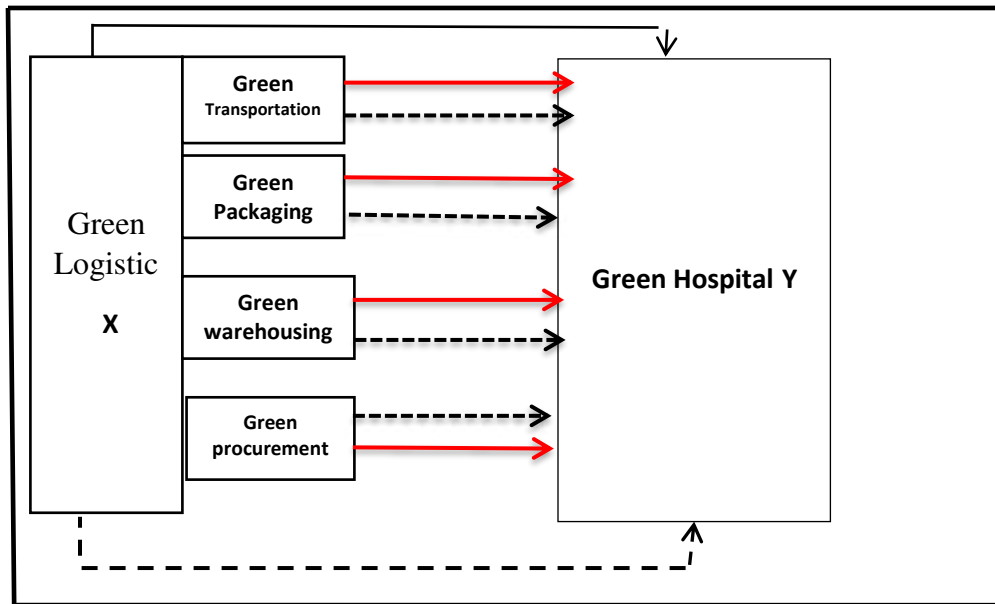 Green
Logistic
X
Green
Transportation
Green
Packaging
Green
warehousing
Green
procurement
Green Hospital Y